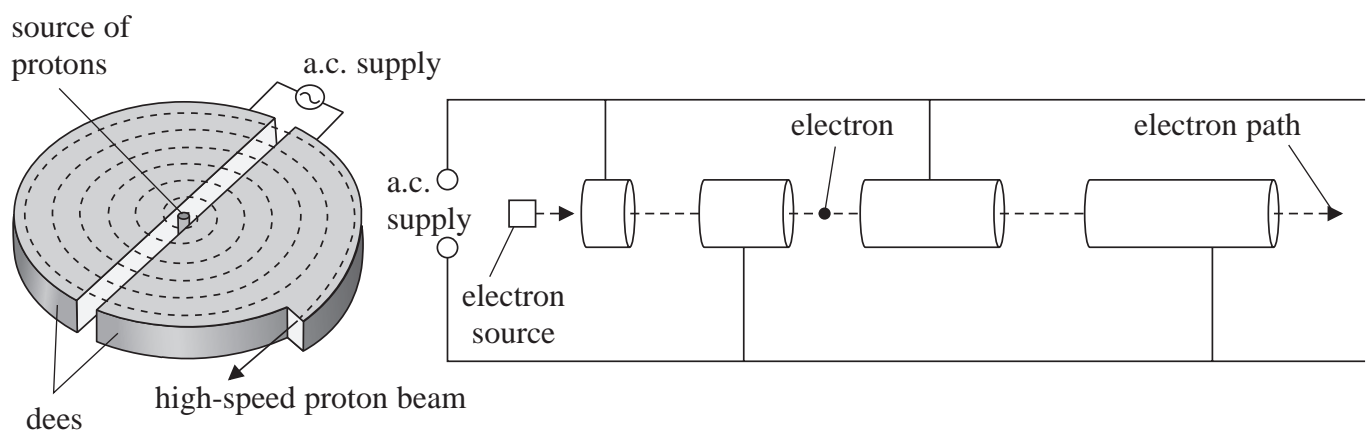 source of
protons
a.c. supply
dees
high-speed proton beam
a.c.
supply
electron
source
electron
electron path